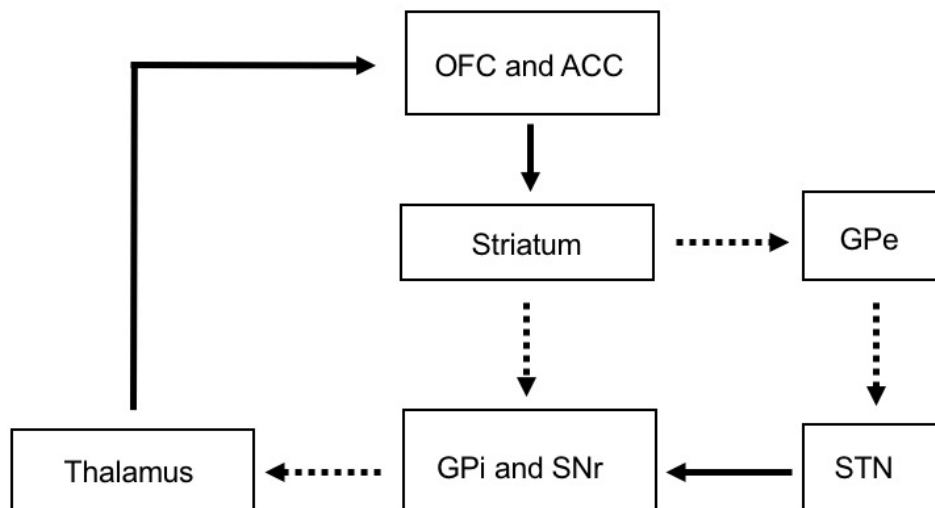 OFC and ACC
Striatum
GPe
Thalamus
GPi and SNr
STN